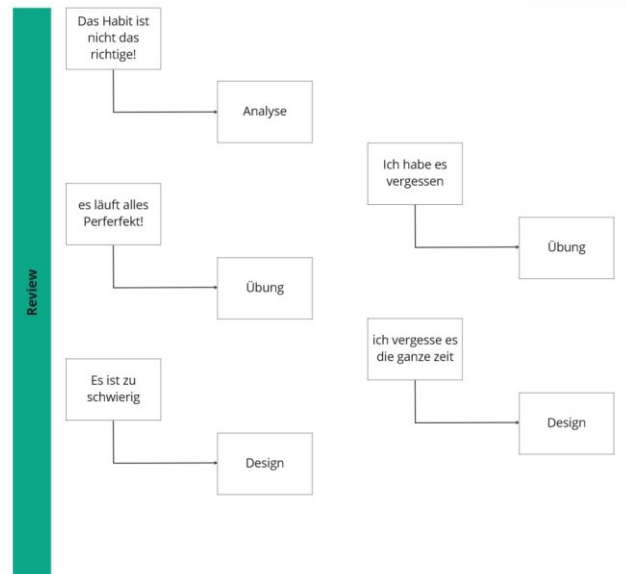 Review
Das Habit ist
nicht das
richtige!
Analyse
es läuft alles
Perferfekt!
Übung
Es ist zu
schwierig
Design
Ich habe es
vergessen
Übung
ich vergesse es
die ganze zeit
Design